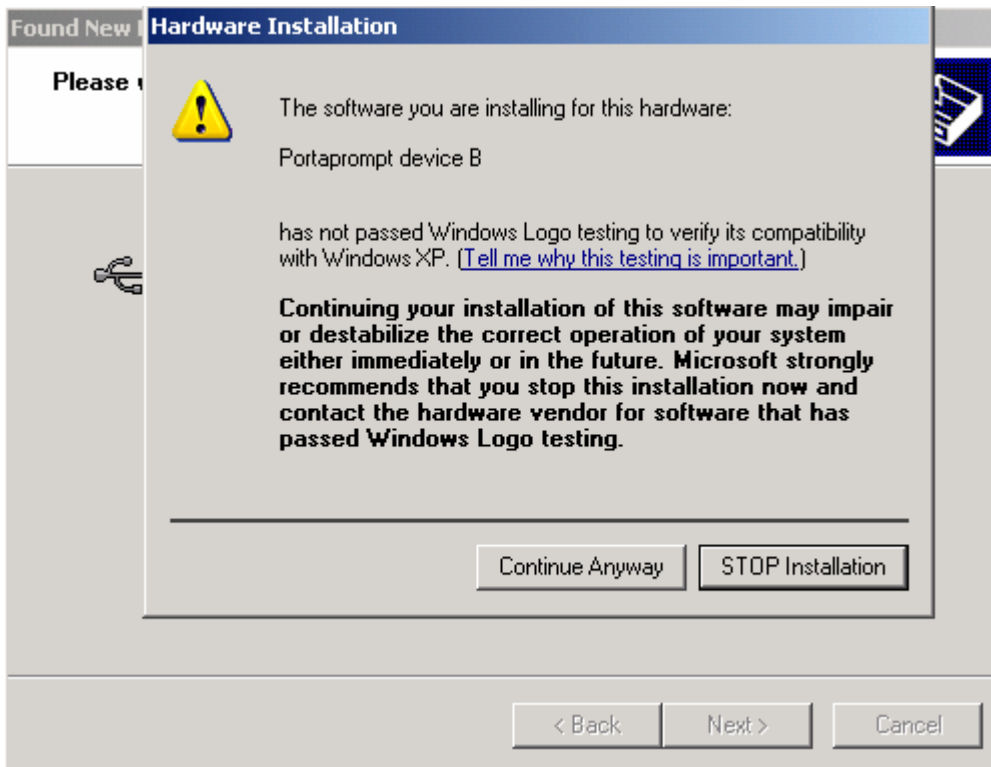 Found New
Hardware Installation
Please
The software you are installing for this hardware:
Portaprompt device B
has not passed Windows Logo testing to verify its compatibility
with Windows XP. (Tell me why this testing is important.)
Continuing your installation of this software may impair
or destabilize the correct operation of your system
either immediately or in the future. Microsoft strongly
recommends that you stop this installation now and
contact the hardware vendor for software that has
passed Windows Logo testing.
Continue Anyway
STOP Installation
< Back
Next >
Cancel